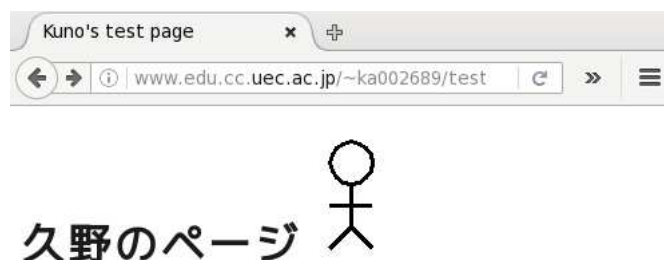 Kuno's test page
www.edu.cc.uec.ac.jp/~ka002689/test
久野のページ